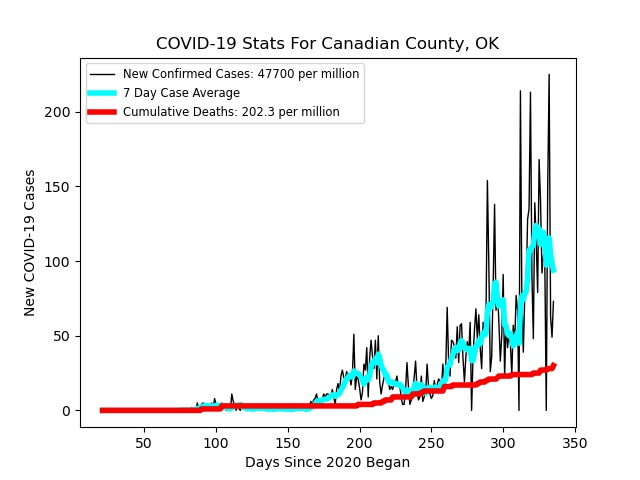 COVID-19 Stats For Canadian County, OK
New Confirmed Cases: 47700 per million
7 Day Case Average
Cumulative Deaths: 202.3 per million
New COVID-19 Cases
200
150
100
50
0
50 100 150 200 250 300 350
Days Since 2020 Began